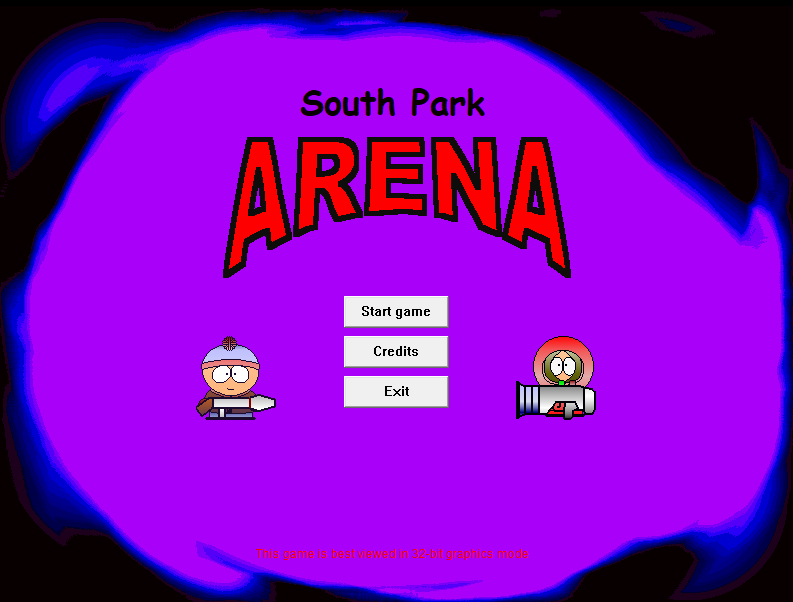 South Park
ARENA
Start game
Credits
Exit
This game is best viewed in 32-bit graphics mode